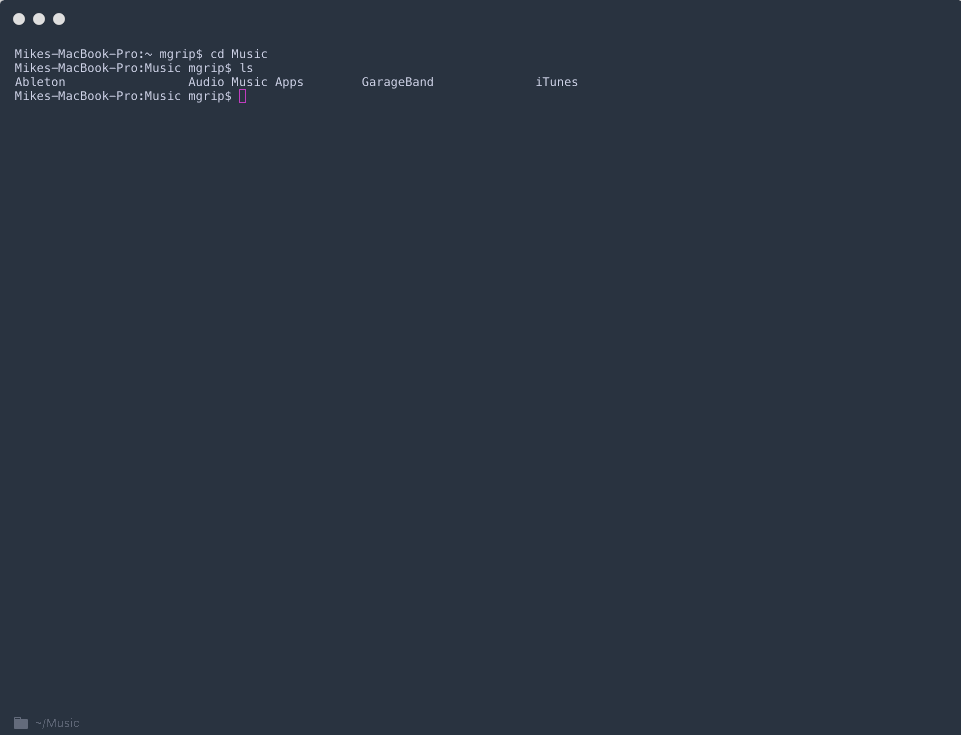 Mikes-MacBook-Pro:~ mgrip$ cd Music
Mikes-MacBook-Pro:Music mgrip$ ls
Ableton Audio Music Apps GarageBand iTunes
Mikes-MacBook-Pro:Music mgrip$
~/Music